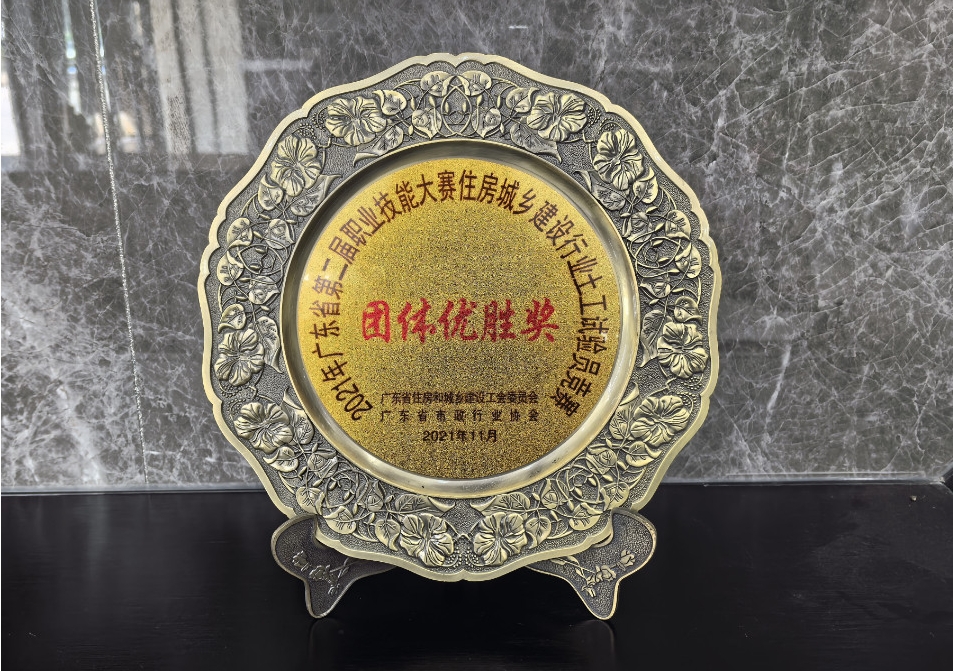 2021年广东省第二届职业技能大赛住房城乡建设行业土工试验员竞赛
团体优胜奖
广东省住房和城乡建设工会委员会
广东省市政行业协会
2021年11月